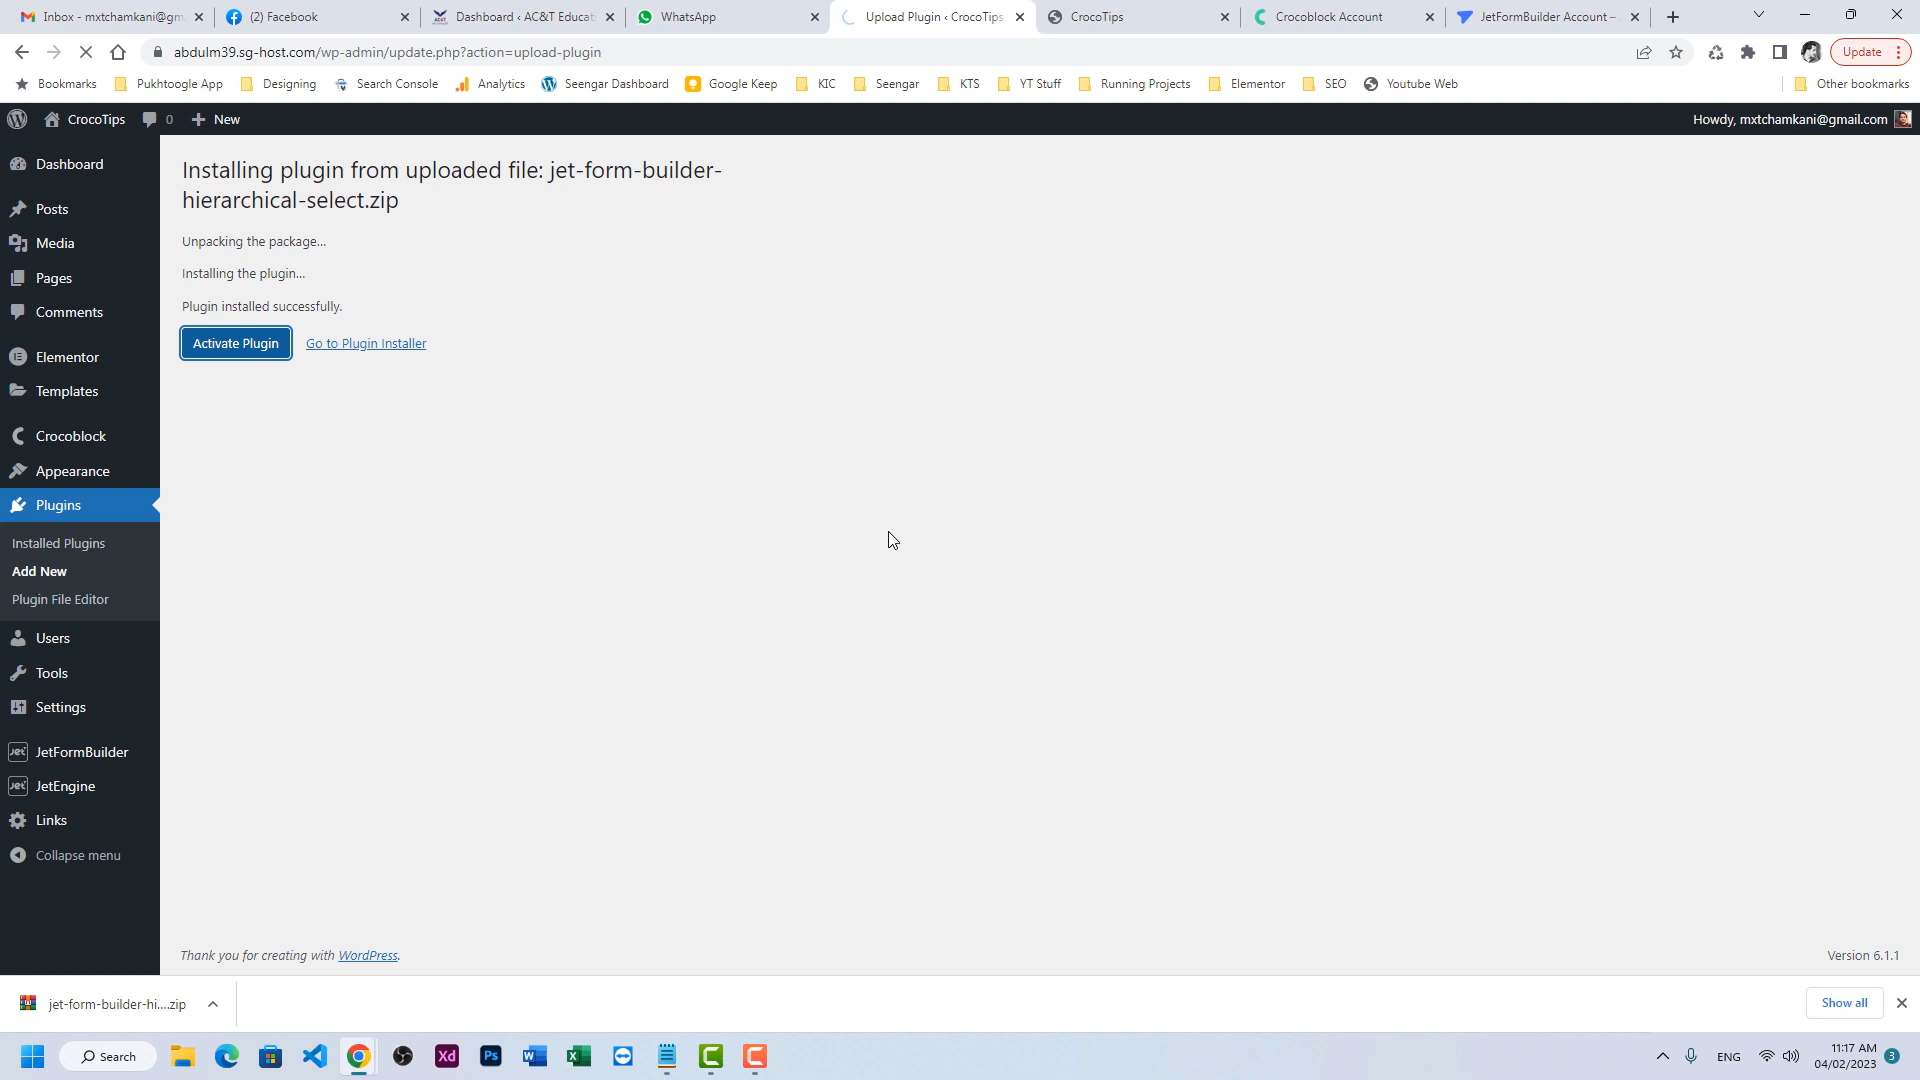 Inbox - mxtchamkani@gm
(2) Facebook
Dashboard ‹ AC&T Educati
WhatsApp
Upload Plugin ‹ CrocoTips
CrocoTips
Crocoblock Account
JetFormBuilder Account –
abdulm39.sg-host.com/wp-admin/update.php?action=upload-plugin
Update
Bookmarks
Pukhtoogle App
Designing
Search Console
Analytics
Seengar Dashboard
Google Keep
KIC
Seengar
KTS
YT Stuff
Running Projects
Elementor
SEO
Youtube Web
Other bookmarks
CrocoTips
0
New
Howdy, mxtchamkani@gmail.com
Dashboard
Posts
Media
Pages
Comments
Elementor
Templates
Crocoblock
Appearance
Plugins
Installed Plugins
Add New
Plugin File Editor
Users
Tools
Settings
JetFormBuilder
JetEngine
Links
Collapse menu
Installing plugin from uploaded file: jet-form-builder-
hierarchical-select.zip
Unpacking the package…
Installing the plugin…
Plugin installed successfully.
Activate Plugin
Go to Plugin Installer
Thank you for creating with WordPress.
Version 6.1.1
jet-form-builder-hi....zip
Show all
Search
Xd
Ps
ENG
11:17 AM
04/02/2023
3